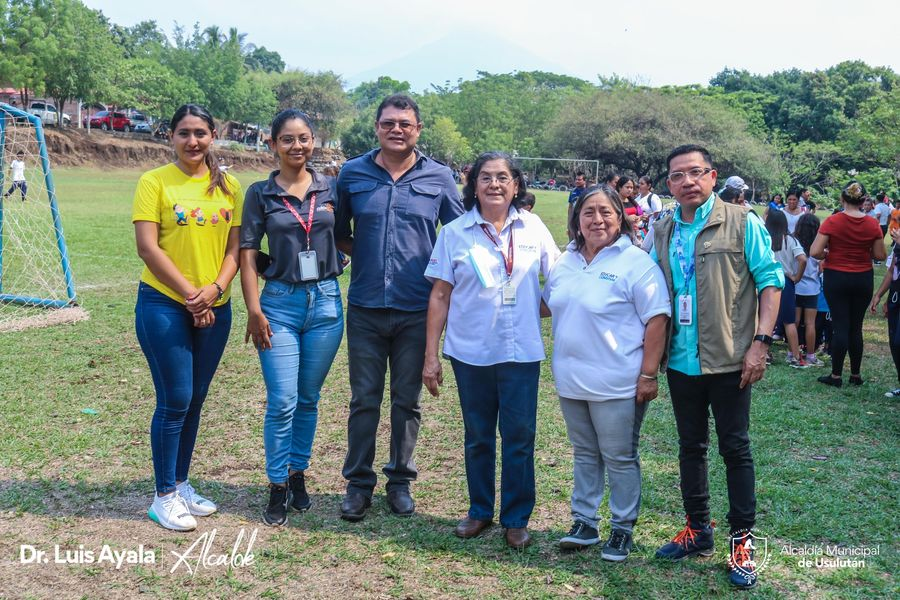 Dr. Luis Ayala
Alcalde
Alcaldía Municipal
de Usulután